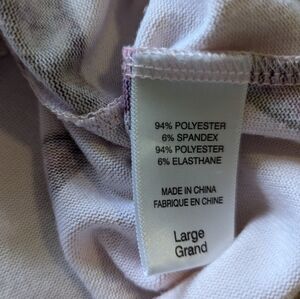 94% POLYESTER
6% SPANDEX
94% POLYESTER
6% ELASTHANE
MADE IN CHINA
FABRIQUE EN CHINE
Large
Grand